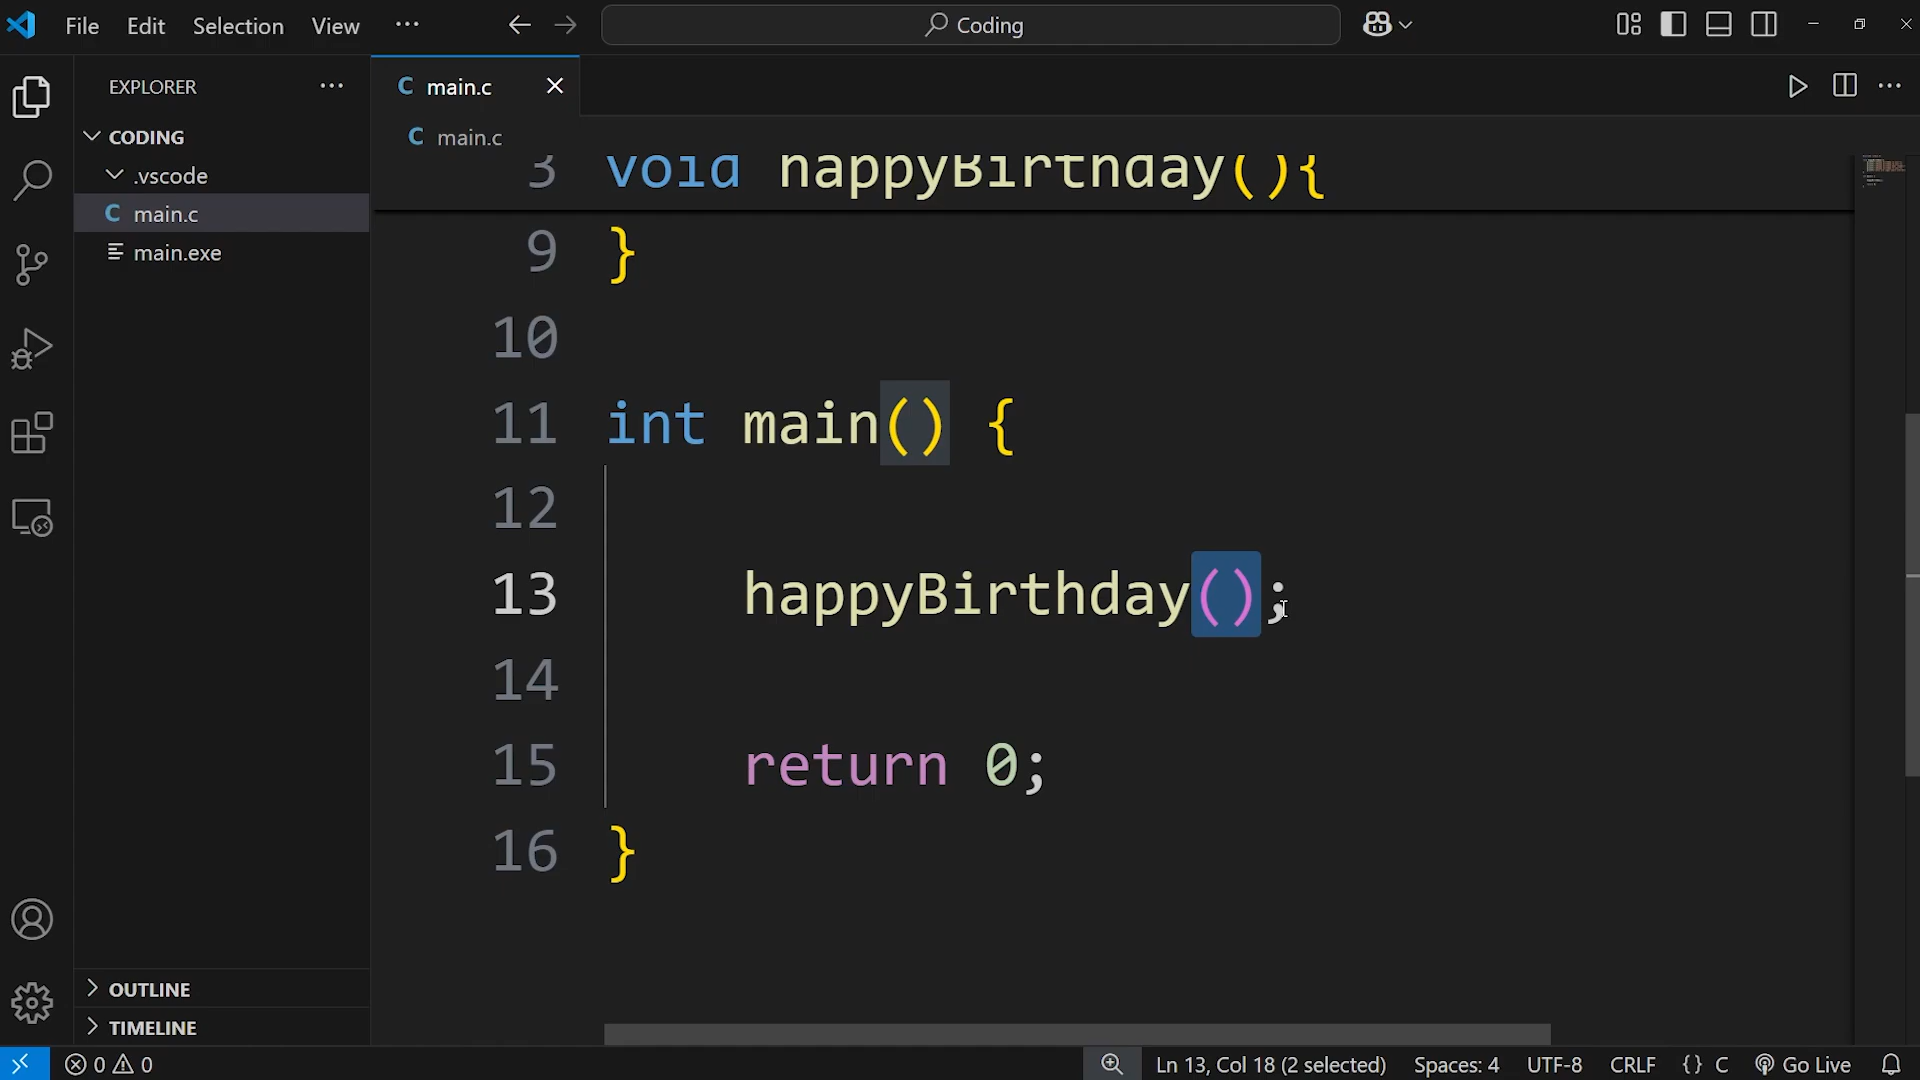 File Edit Selection View ··· Coding
EXPLORER ···
CODING
.vscode
C main.c
main.exe
OUTLINE
TIMELINE
C main.c
C main.c
3 void happyBirthday(){
9 }
10
11 int main() {
12
13 happyBirthday();
14
15 return 0;
16 }
0 0 Ln 13, Col 18 (2 selected) Spaces: 4 UTF-8 CRLF {} C Go Live